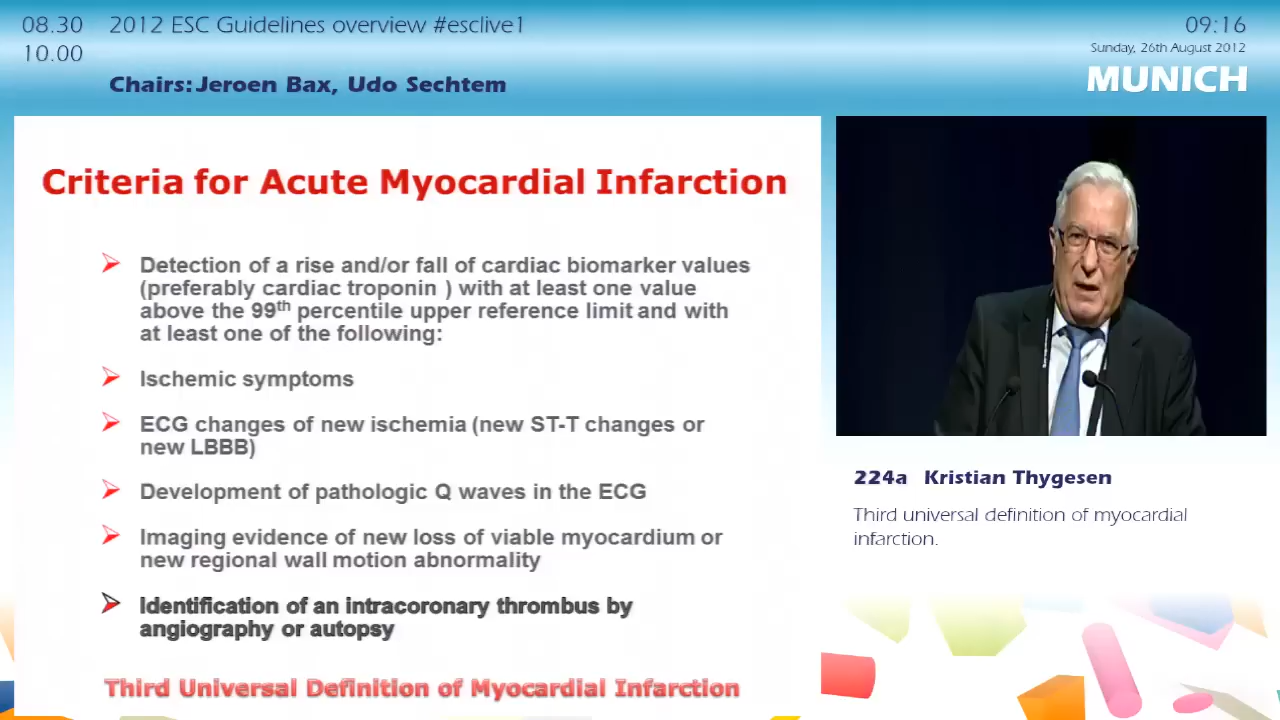 08.30 2012 ESC Guidelines overview #esclive1
10.00
Chairs: Jeroen Bax, Udo Sechtem
09:16
Sunday, 26th August 2012
MUNICH
Criteria for Acute Myocardial Infarction
Detection of a rise and/or fall of cardiac biomarker values
(preferably cardiac troponin ) with at least one value
above the 99th percentile upper reference limit and with
at least one of the following:
Ischemic symptoms
ECG changes of new ischemia (new ST-T changes or
new LBBB)
Development of pathologic Q waves in the ECG
Imaging evidence of new loss of viable myocardium or
new regional wall motion abnormality
Identification of an intracoronary thrombus by
angiography or autopsy
Third Universal Definition of Myocardial Infarction
224a Kristian Thygesen
Third universal definition of myocardial
infarction.